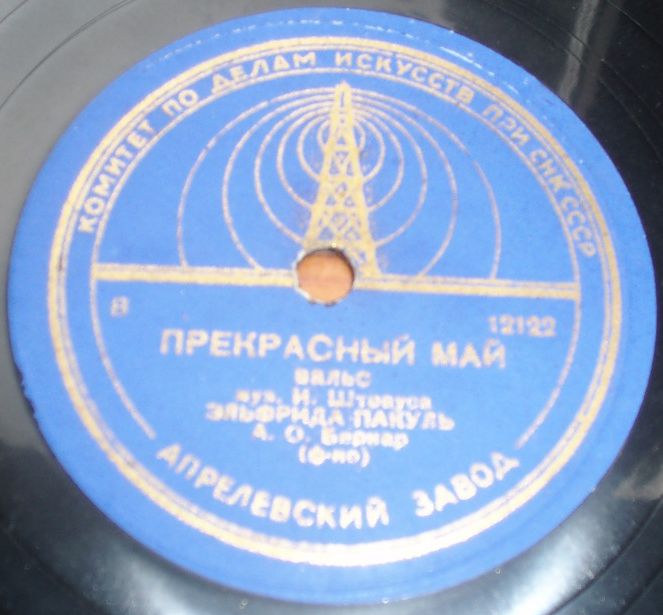 КОМИТЕТ ПО ДЕЛАМ ИСКУССТВ ПРИ СНК СССР
В 12122
ПРЕКРАСНЫЙ МАЙ
ВАЛЬС
муз. И. Штрауса
ЭЛЬФРИДА ПАКУЛЬ
А. О. Бернар
(ф-но)
АПРЕЛЕВСКИЙ ЗАВОД